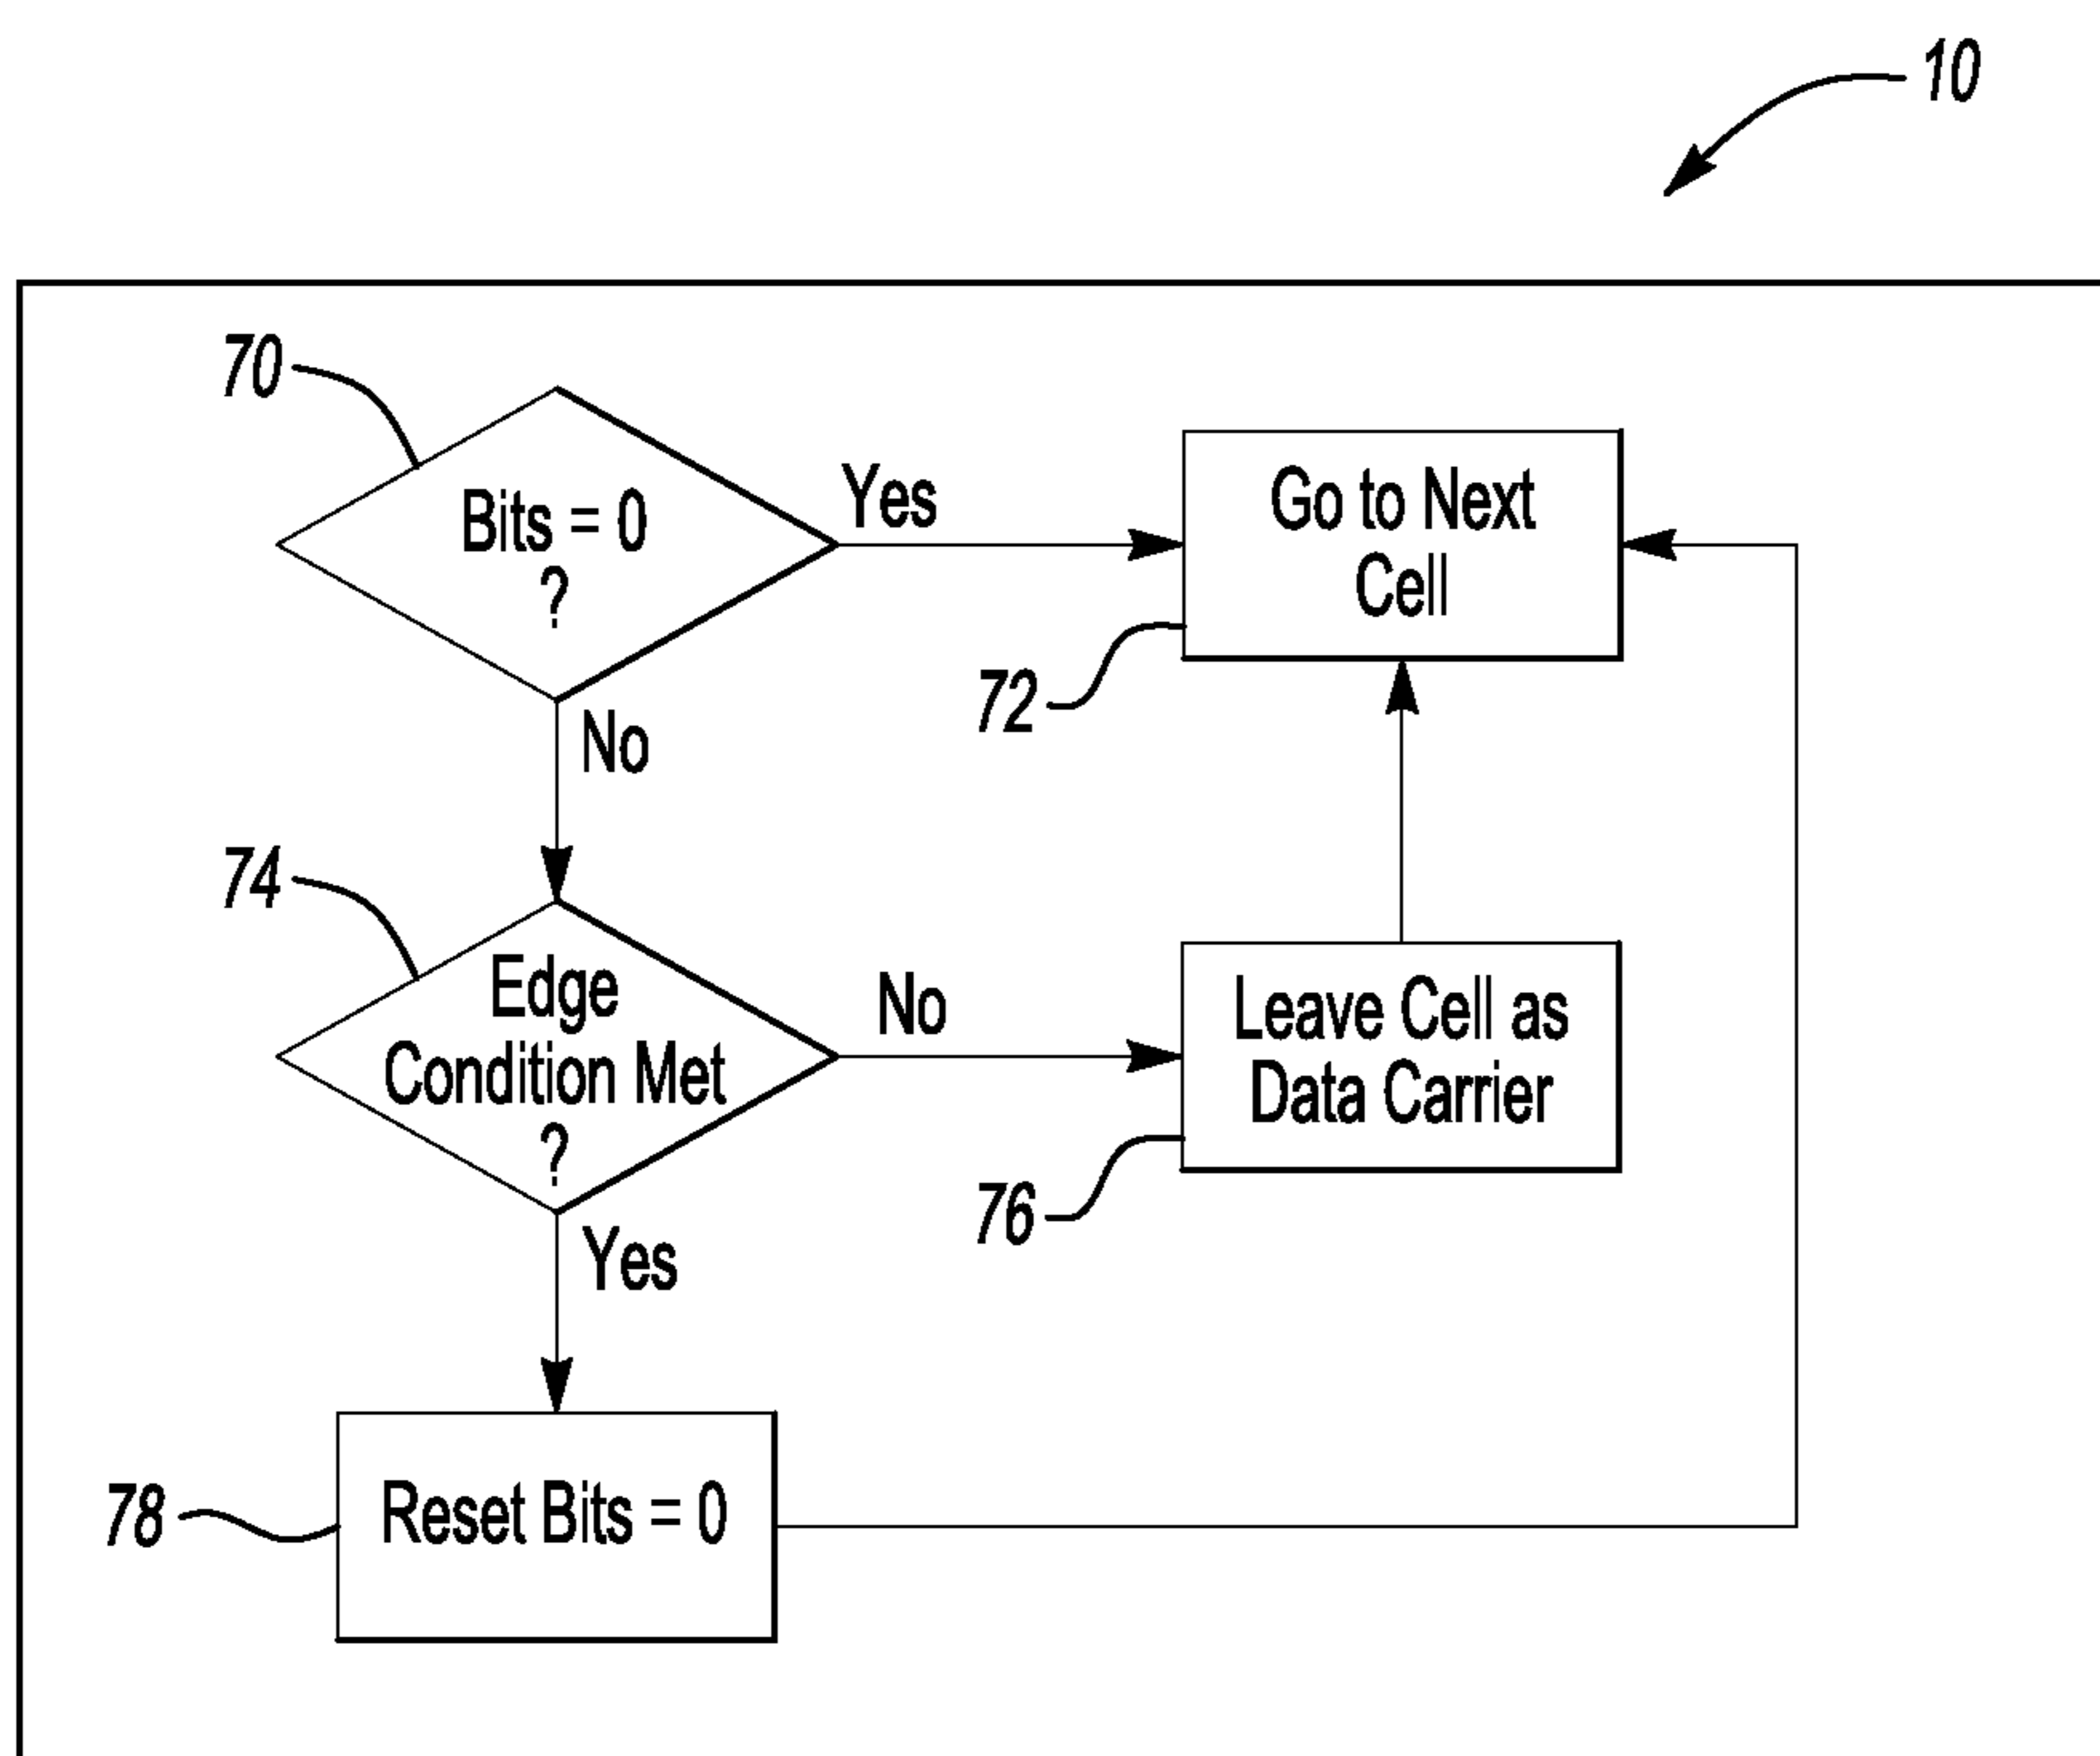 10
70
Bits = 0
?
Yes
Go to Next
Cell
72
No
74
Edge
Condition Met
?
No
Leave Cell as
Data Carrier
76
Yes
78
Reset Bits = 0